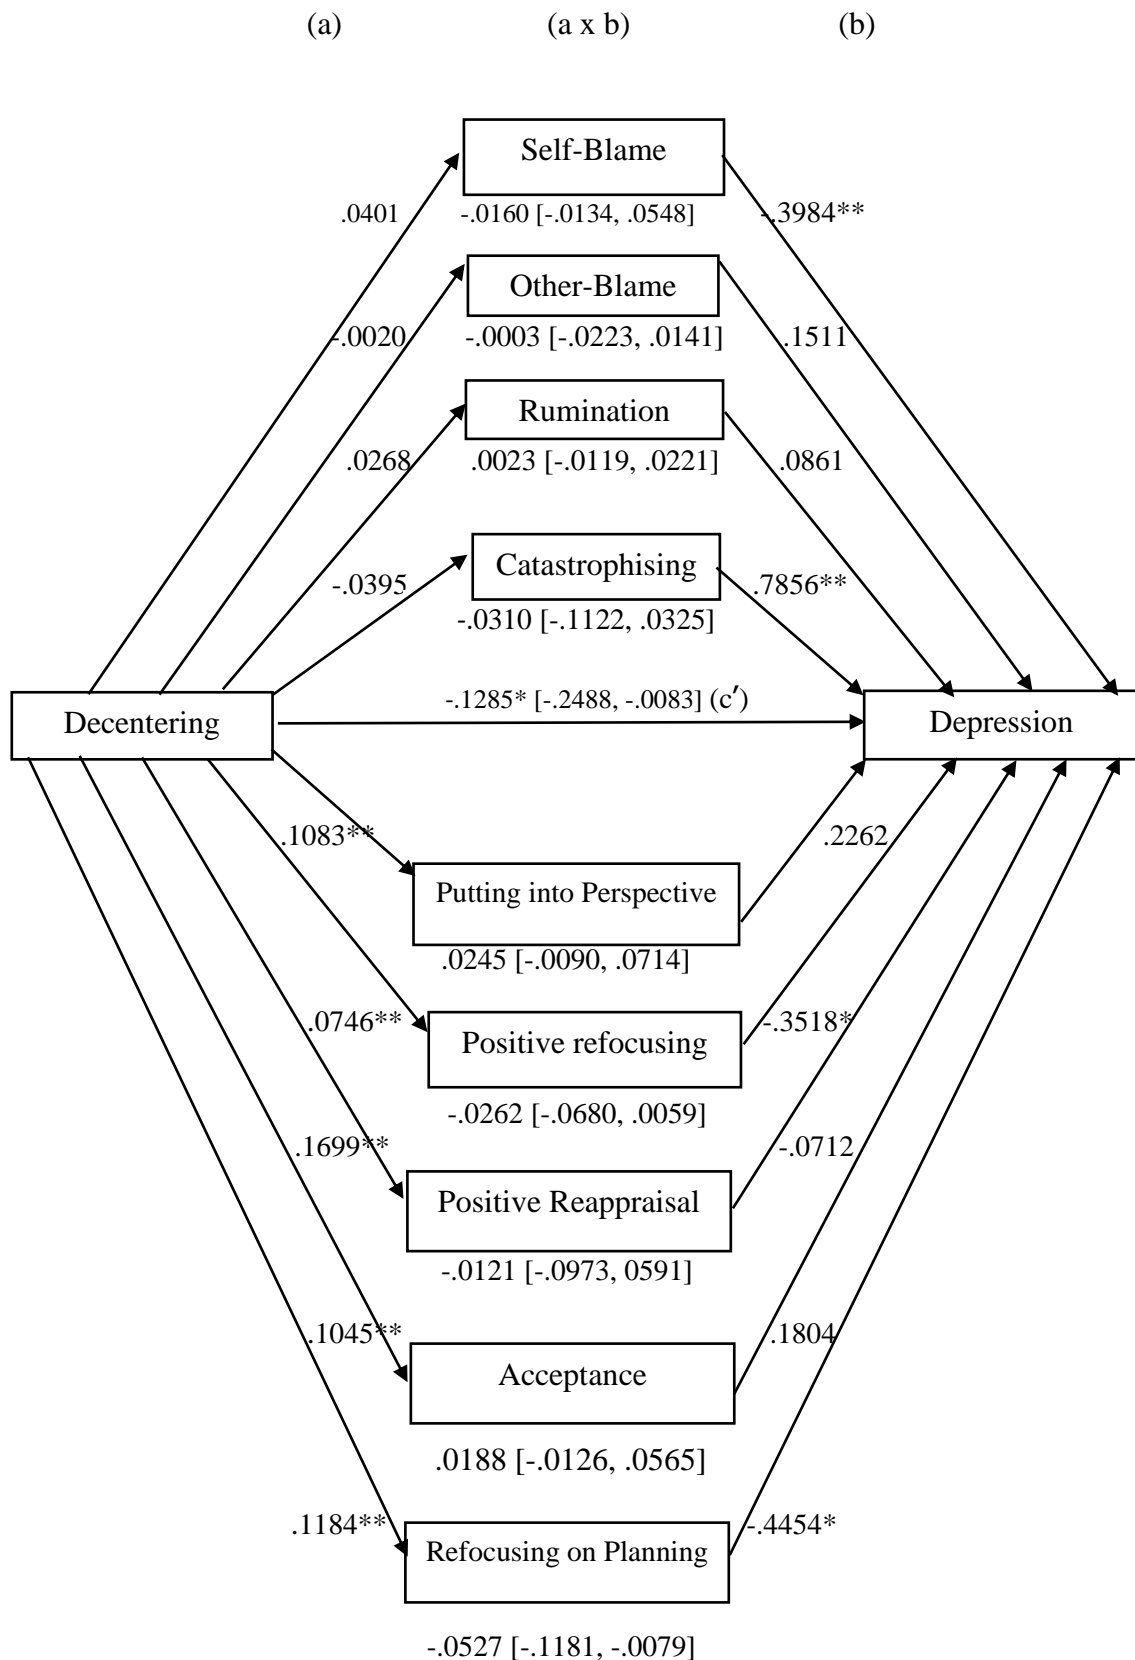 (a) (a x b) (b)
Self-Blame
.0401 -.0160 [-.0134, .0548] -.3984**
Other-Blame
-.0020 -.0003 [-.0223, .0141] .1511
Rumination
.0268 .0023 [-.0119, .0221] .0861
Catastrophising
-.0395 .7856**
-.0310 [-.1122, .0325]
-.1285* [-.2488, -.0083] (c′)
Decentering Depression
.1083** .2262
Putting into Perspective
.0245 [-.0090, .0714]
.0746** -.3518*
Positive refocusing
-.0262 [-.0680, .0059]
.1699** -.0712
Positive Reappraisal
-.0121 [-.0973, 0591]
.1045** .1804
Acceptance
.0188 [-.0126, .0565]
.1184** -.4454*
Refocusing on Planning
-.0527 [-.1181, -.0079]